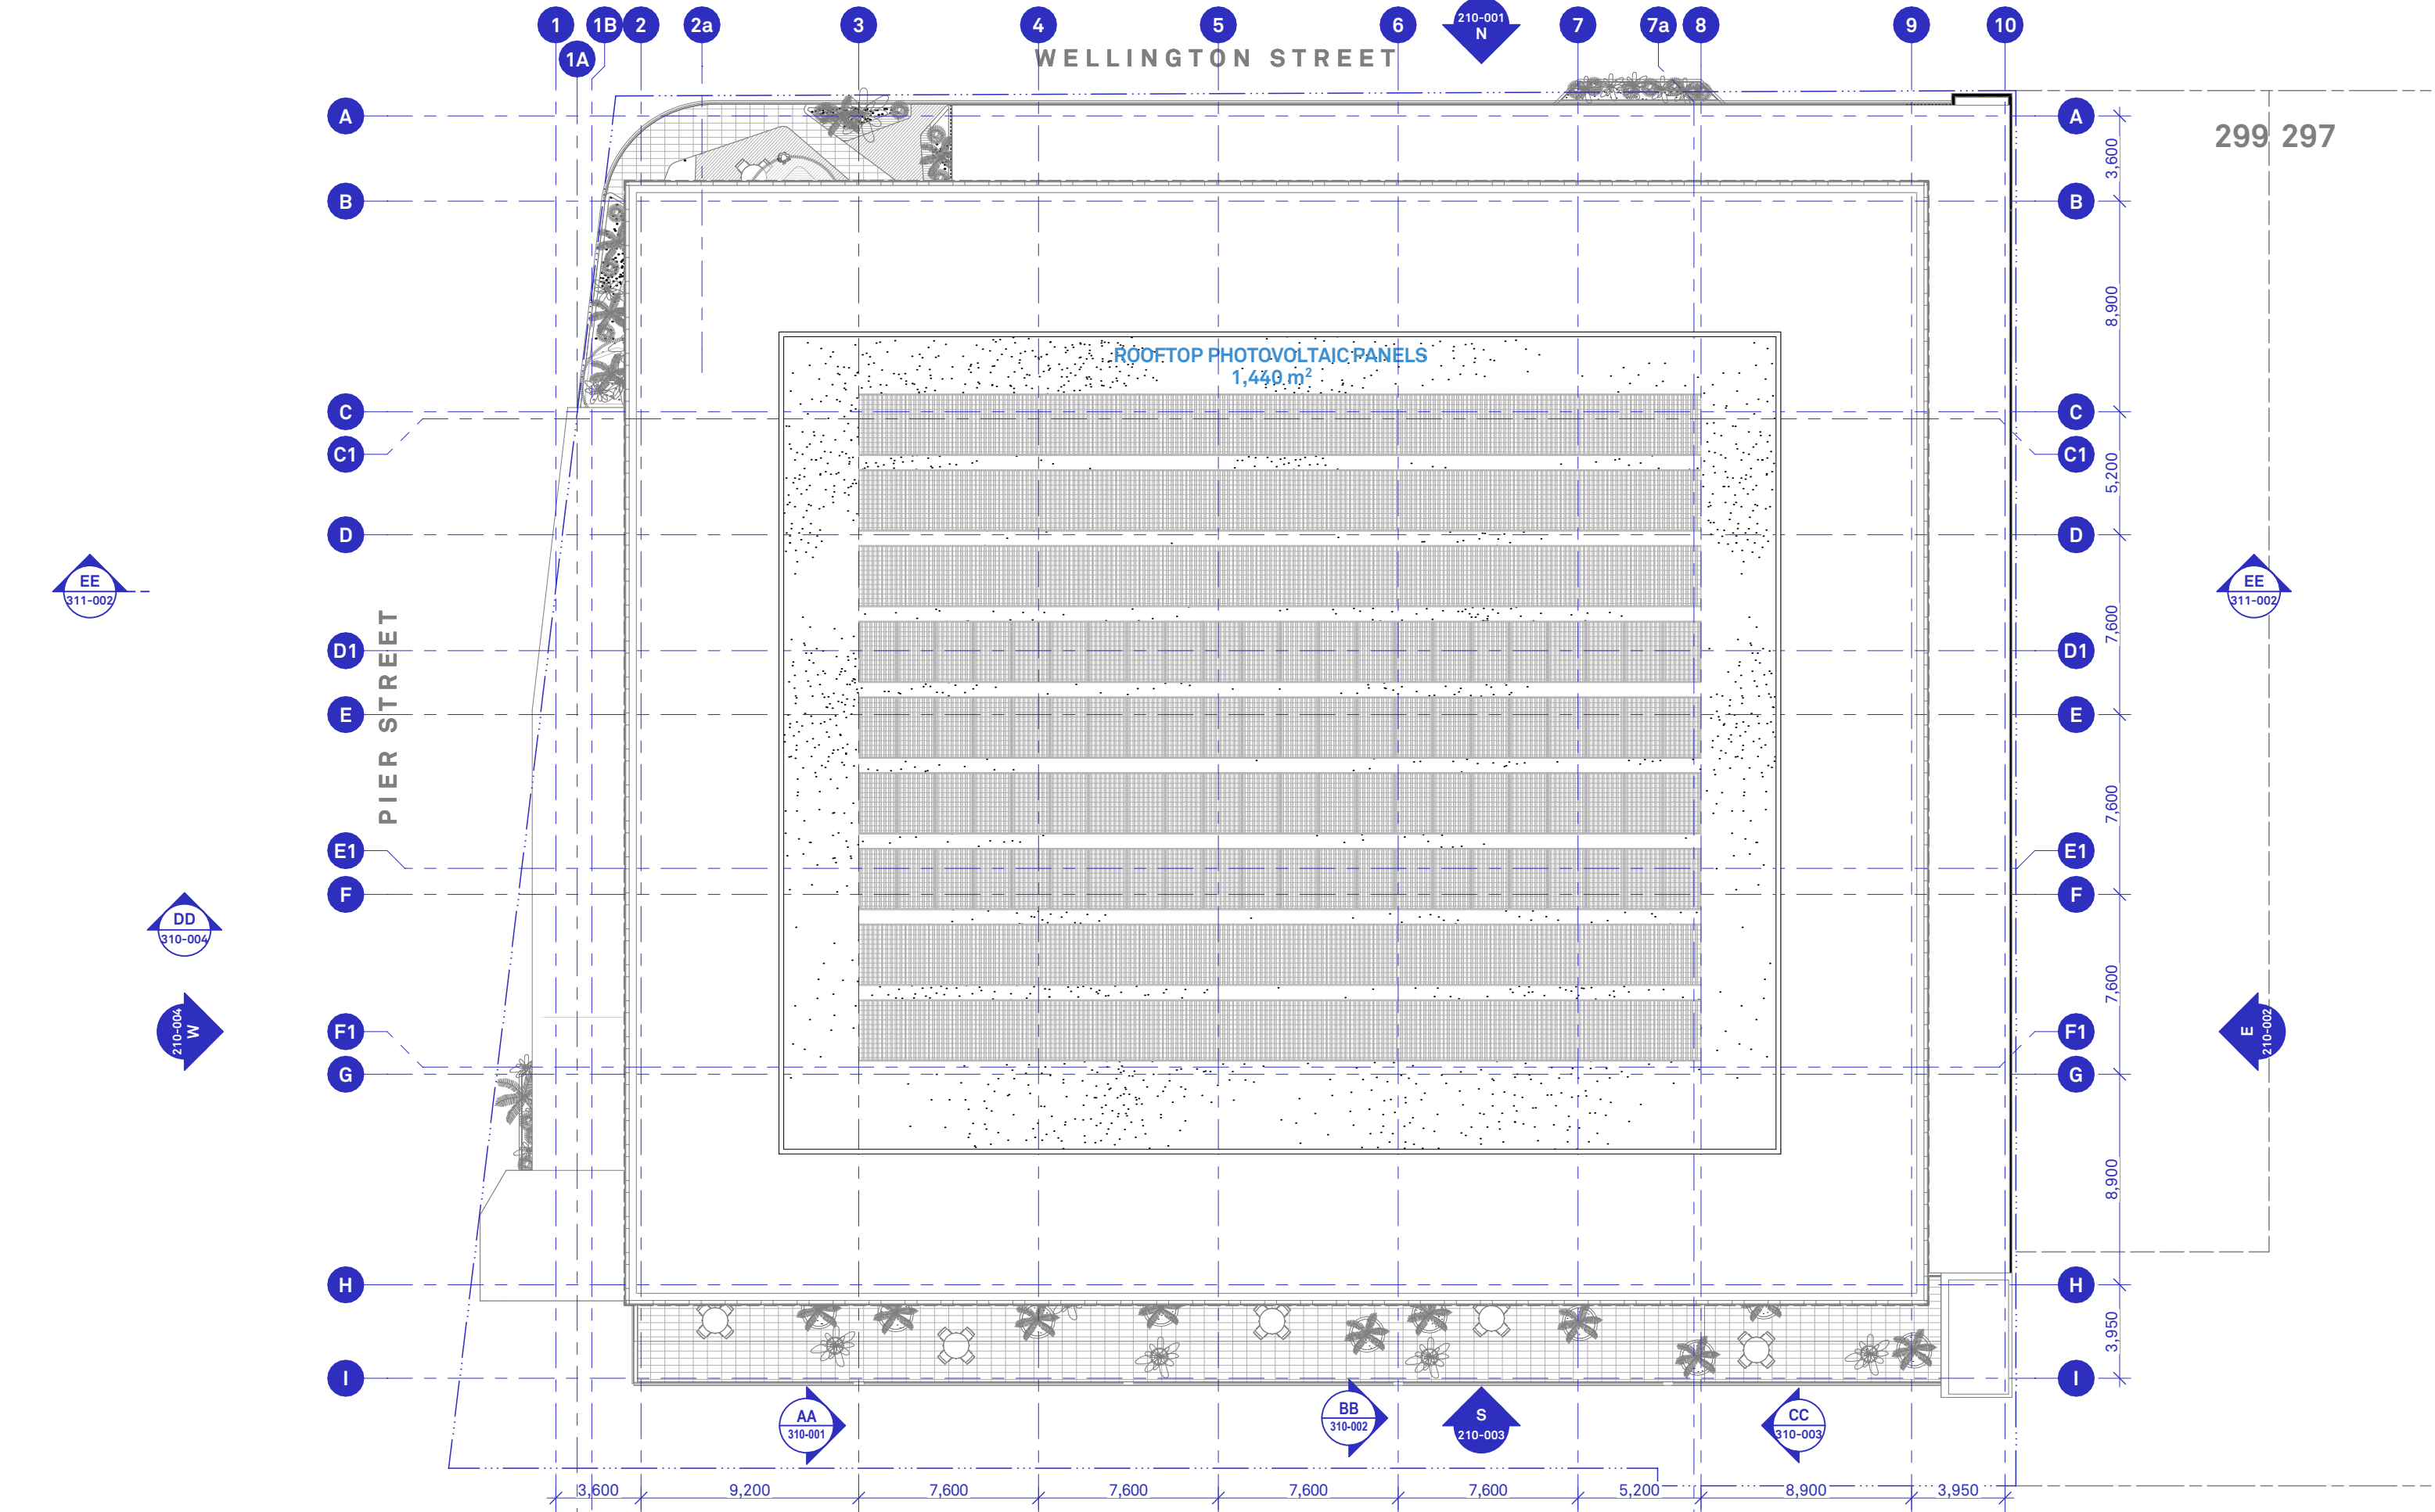 1 1B 2 2a 3 4 5 6 210-001 7 7a 8 9 10
N
1A
WELLINGTON STREET
A A
299 297
3,600
B B
8,900
ROOFTOP PHOTOVOLTAIC PANELS
1,440 m²
C C
C1 C1
5,200
D D
EE EE
311-002 311-002
7,600
PIER STREET
D1 D1
E E
7,600
E1 E1
F F
DD
310-004
7,600
210-004
W
F1 F1
E
210-002
G G
8,900
H H
3,950
I I
AA
310-001
BB
310-002
S
210-003
CC
310-003
3,600 9,200 7,600 7,600 7,600 7,600 5,200 8,900 3,950